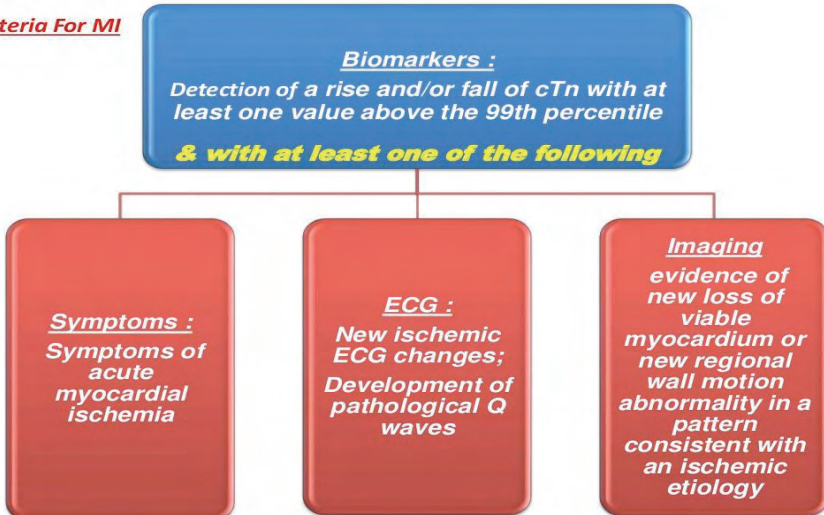 teria For MI
Biomarkers :
Detection of a rise and/or fall of cTn with at
least one value above the 99th percentile
& with at least one of the following
Symptoms :
Symptoms of
acute
myocardial
ischemia
ECG :
New ischemic
ECG changes;
Development of
pathological Q
waves
Imaging
evidence of
new loss of
viable
myocardium or
new regional
wall motion
abnormality in a
pattern
consistent with
an ischemic
etiology